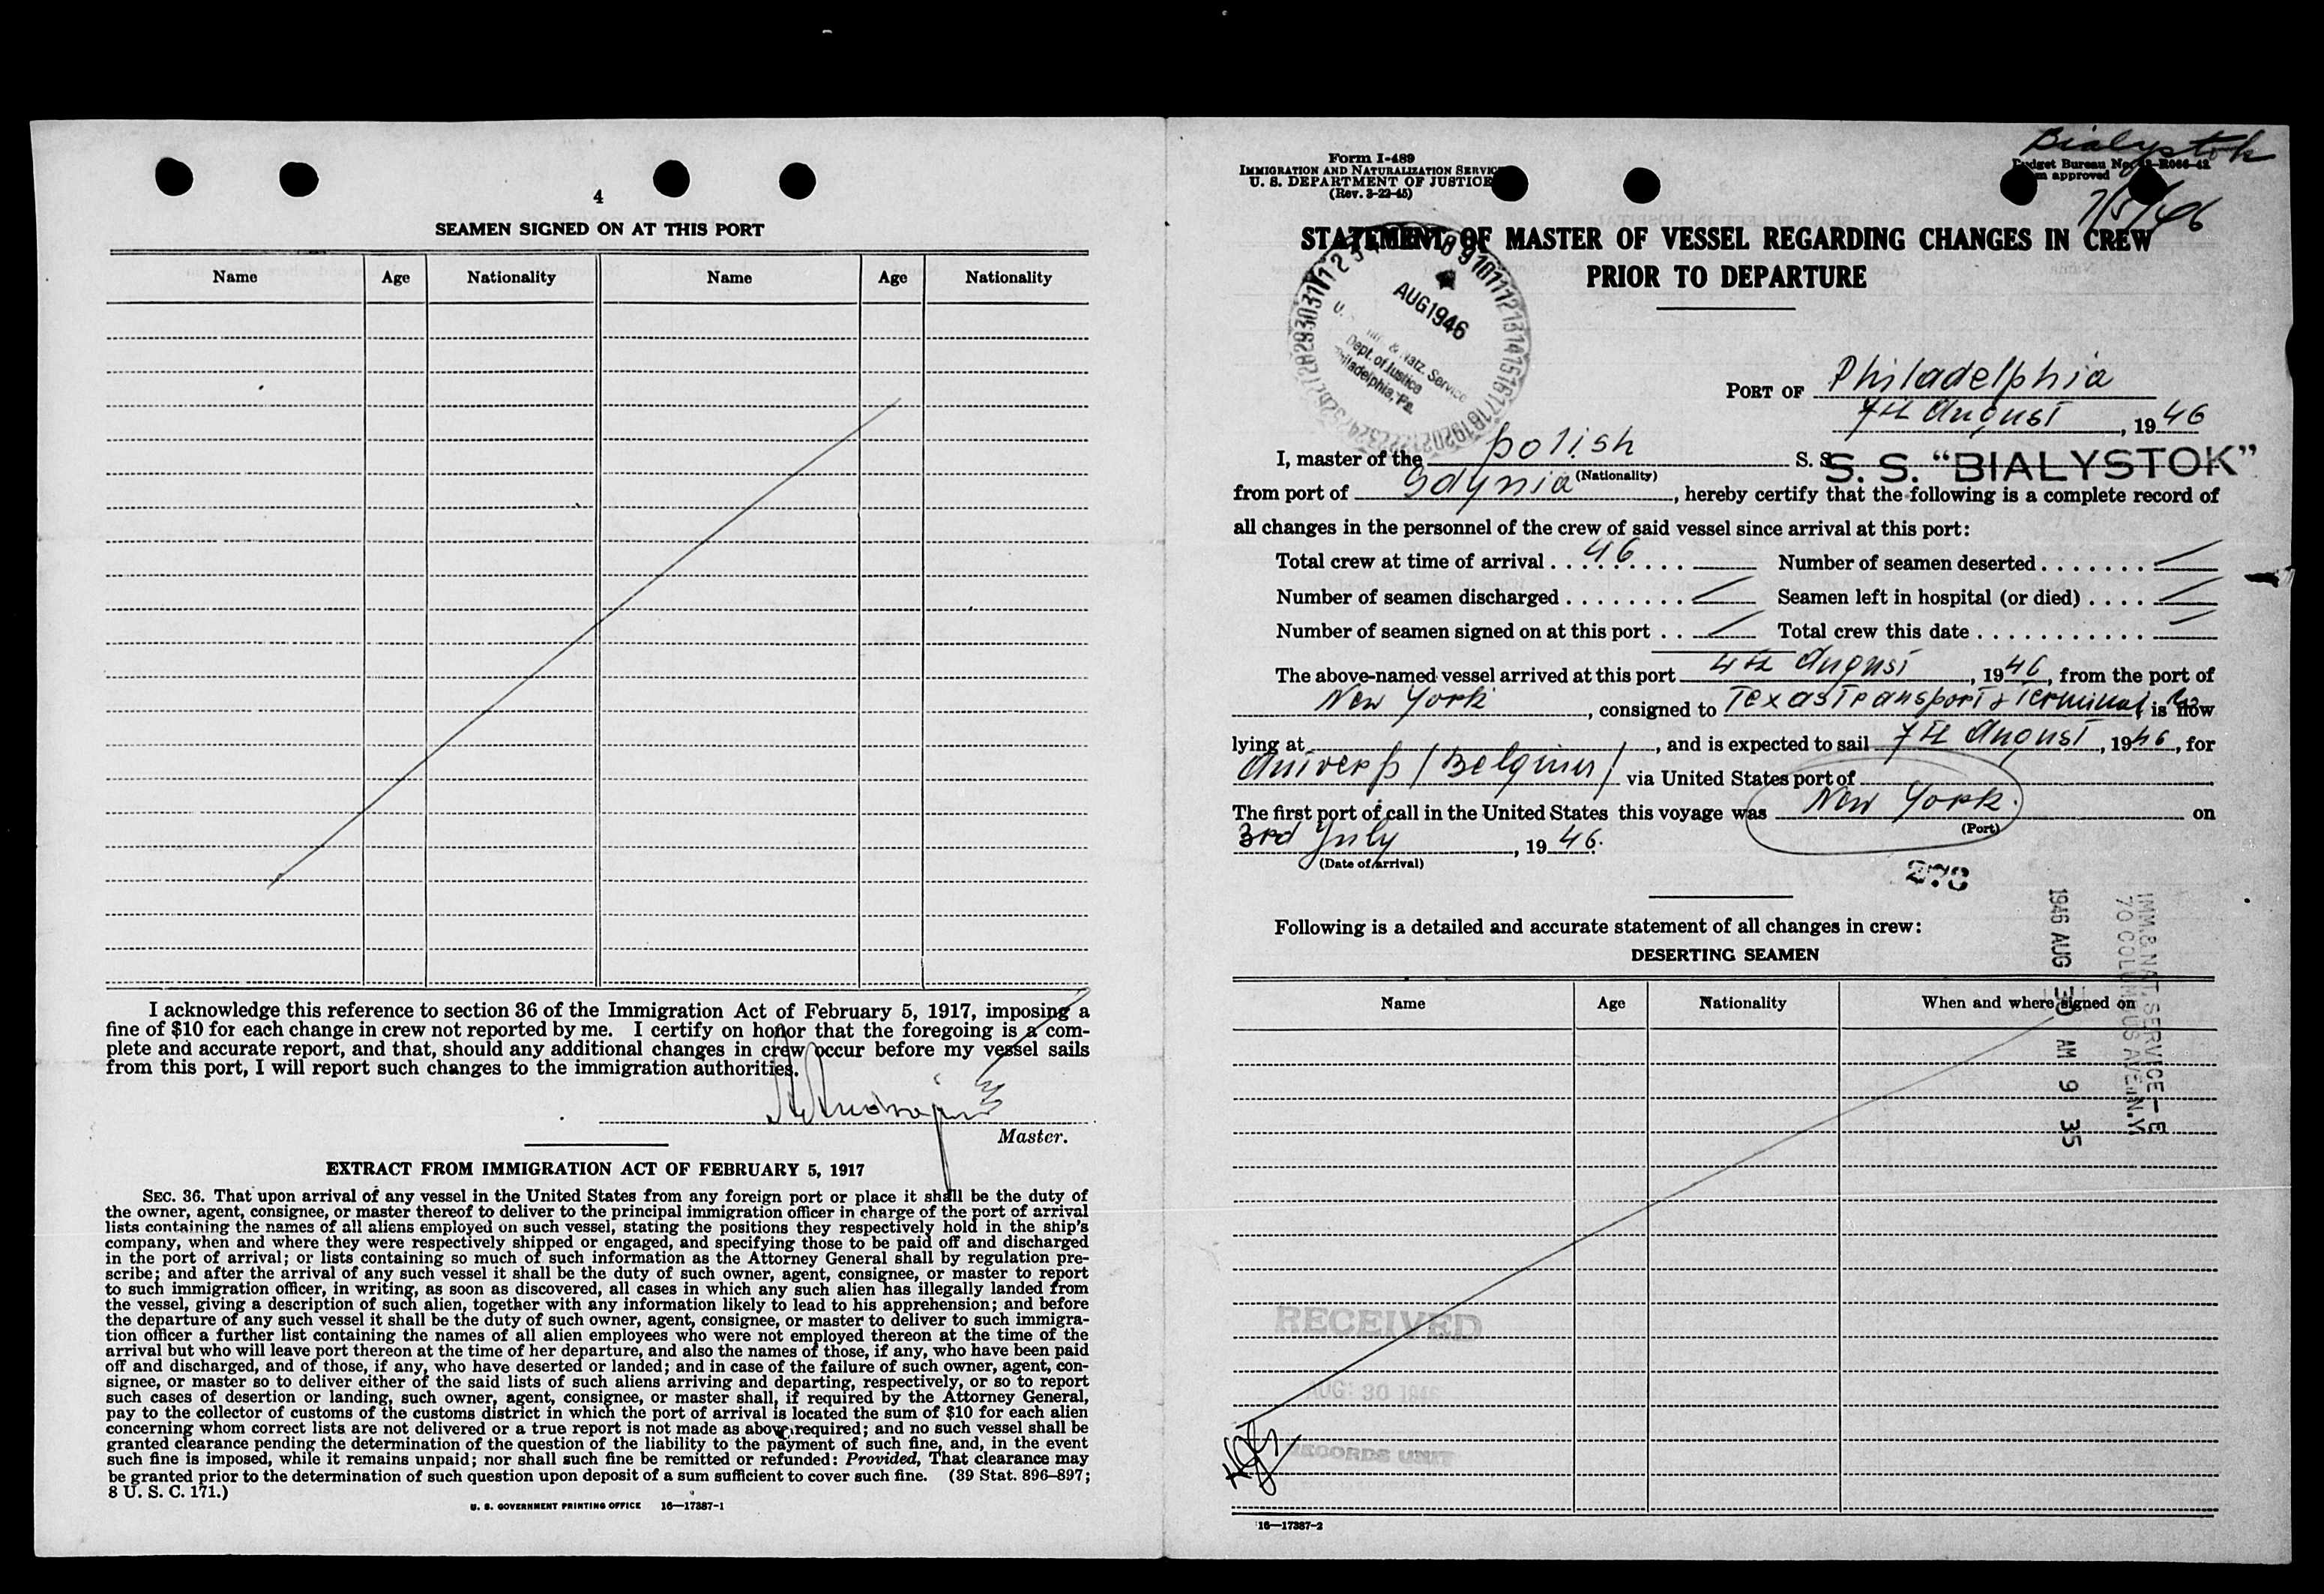 4
SEAMEN SIGNED ON AT THIS PORT
Name Age Nationality Name Age Nationality
I acknowledge this reference to section 36 of the Immigration Act of February 5, 1917, imposing a
fine of $10 for each change in crew not reported by me. I certify on honor that the foregoing is a com-
plete and accurate report, and that, should any additional changes in crew occur before my vessel sails
from this port, I will report such changes to the immigration authorities.
Master.
EXTRACT FROM IMMIGRATION ACT OF FEBRUARY 5, 1917
SEC. 36. That upon arrival of any vessel in the United States from any foreign port or place it shall be the duty of
the owner, agent, consignee, or master thereof to deliver to the principal immigration officer in charge of the port of arrival
lists containing the names of all aliens employed on such vessel, stating the positions they respectively hold in the ship's
company, when and where they were respectively shipped or engaged, and specifying those to be paid off and discharged
in the port of arrival; or lists containing so much of such information as the Attorney General shall by regulation pre-
scribe; and after the arrival of any such vessel it shall be the duty of such owner, agent, consignee, or master to report
to such immigration officer, in writing, as soon as discovered, all cases in which any such alien has illegally landed from
the vessel, giving a description of such alien, together with any information likely to lead to his apprehension; and before
the departure of any such vessel it shall be the duty of such owner, agent, consignee, or master to deliver to such immigra-
tion officer a further list containing the names of all alien employees who were not employed thereon at the time of the
arrival but who will leave port thereon at the time of her departure, and also the names of those, if any, who have been paid
off and discharged, and of those, if any, who have deserted or landed; and in case of the failure of such owner, agent, con-
signee, or master so to deliver either of the said lists of such aliens arriving and departing, respectively, or so to report
such cases of desertion or landing, such owner, agent, consignee, or master shall, if required by the Attorney General,
pay to the collector of customs of the customs district in which the port of arrival is located the sum of $10 for each alien
concerning whom correct lists are not delivered or a true report is not made as above required; and no such vessel shall be
granted clearance pending the determination of the question of the liability to the payment of such fine, and, in the event
such fine is imposed, while it remains unpaid; nor shall such fine be remitted or refunded: Provided, That clearance may
be granted prior to the determination of such question upon deposit of a sum sufficient to cover such fine. (39 Stat. 896-897;
8 U. S. C. 171.)
U. S. GOVERNMENT PRINTING OFFICE 16—17387-1
Form I-489
IMMIGRATION AND NATURALIZATION SERVICE
U. S. DEPARTMENT OF JUSTICE
(Rev. 3-22-45)
Bialystok
Budget Bureau No. 43-R066-42
approved
7/5/46
STATEMENT OF MASTER OF VESSEL REGARDING CHANGES IN CREW
PRIOR TO DEPARTURE
AUG 1946
& Natz. Service
Dept. of Justice
Philadelphia, Pa.
PORT OF Philadelphia
7th August, 1946
I, master of the polish S. S. S. S. "BIALYSTOK"
(Nationality)
from port of Gdynia, hereby certify that the following is a complete record of
all changes in the personnel of the crew of said vessel since arrival at this port:
Total crew at time of arrival . . . 46 . . . Number of seamen deserted . . . . . . .
Number of seamen discharged . . . . . . . . Seamen left in hospital (or died) . . . .
Number of seamen signed on at this port . . Total crew this date . . . . . . . . . . .
The above-named vessel arrived at this port 4th August, 1946, from the port of
New York, consigned to Texas Transport & Terminal Co, is now
lying at , and is expected to sail 7th August, 1946, for
Antwerp /Belgium/ via United States port of
The first port of call in the United States this voyage was New York. on
(Port)
3rd July, 1946.
(Date of arrival)
273
Following is a detailed and accurate statement of all changes in crew:
DESERTING SEAMEN
Name Age Nationality When and where signed on
IMM. & NAT. SERVICE—E
70 COLUMBUS AVE. N.Y.
1946 AUG 30 AM 9 35
RECEIVED
AUG 30 1946
RECORDS UNIT
16—17387-2